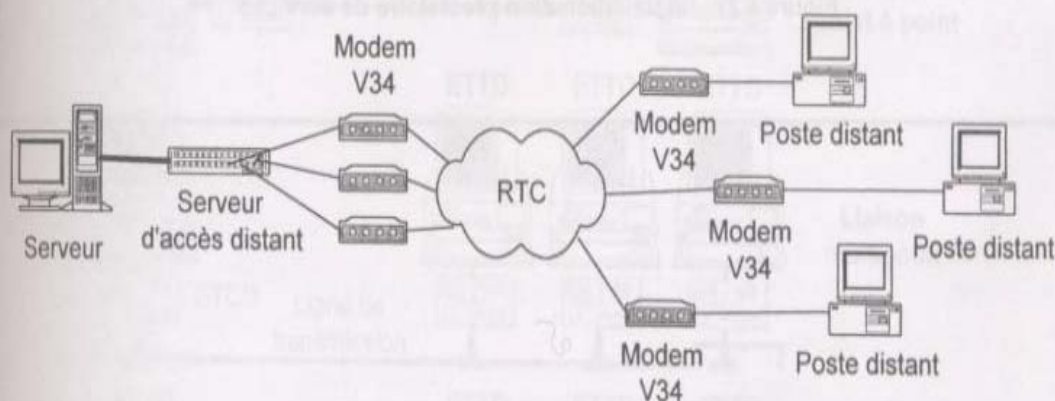 Modem
V34
Serveur
Serveur
d'accès distant
RTC
Modem
V34
Poste distant
Modem
V34
Poste distant
Modem
V34
Poste distant